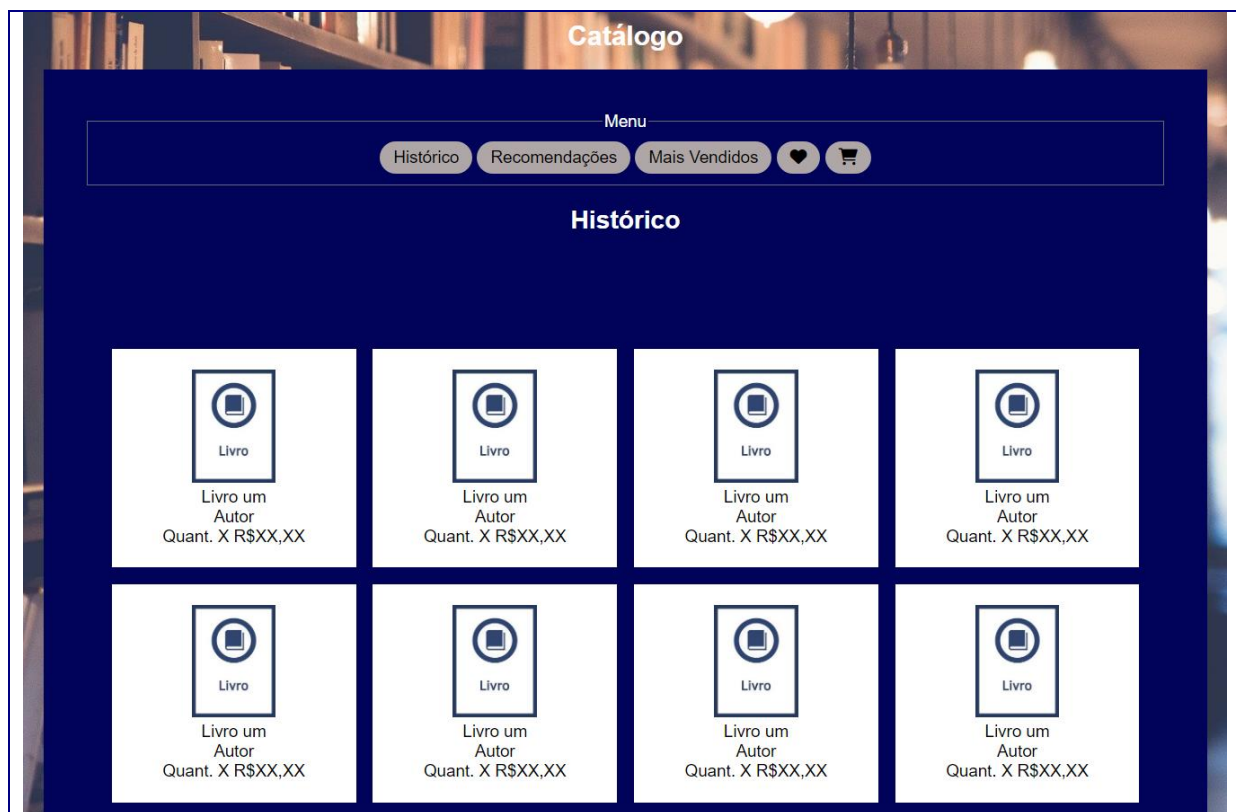 Catálogo
Menu
Histórico Recomendações Mais Vendidos
Histórico
Livro Livro Livro Livro
Livro um Livro um Livro um Livro um
Autor Autor Autor Autor
Quant. X R$XX,XX Quant. X R$XX,XX Quant. X R$XX,XX Quant. X R$XX,XX
Livro Livro Livro Livro
Livro um Livro um Livro um Livro um
Autor Autor Autor Autor
Quant. X R$XX,XX Quant. X R$XX,XX Quant. X R$XX,XX Quant. X R$XX,XX